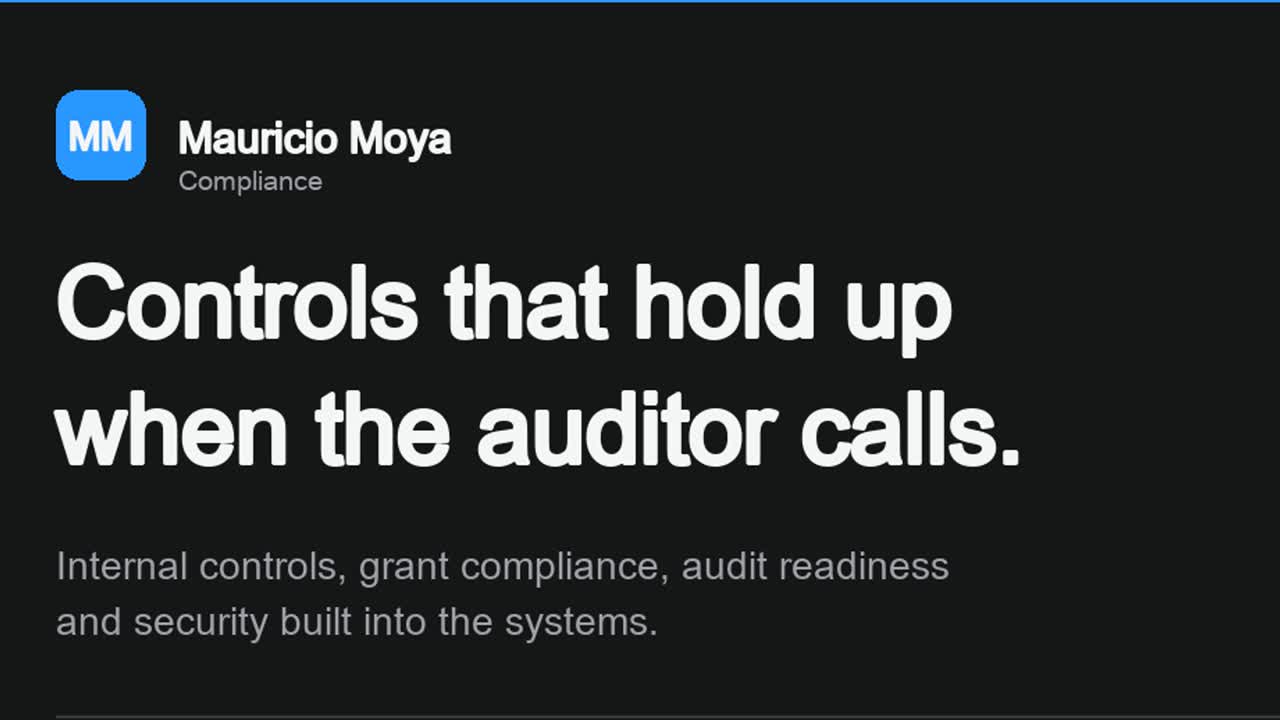 MM
Mauricio Moya
Compliance
Controls that hold up
when the auditor calls.
Internal controls, grant compliance, audit readiness
and security built into the systems.